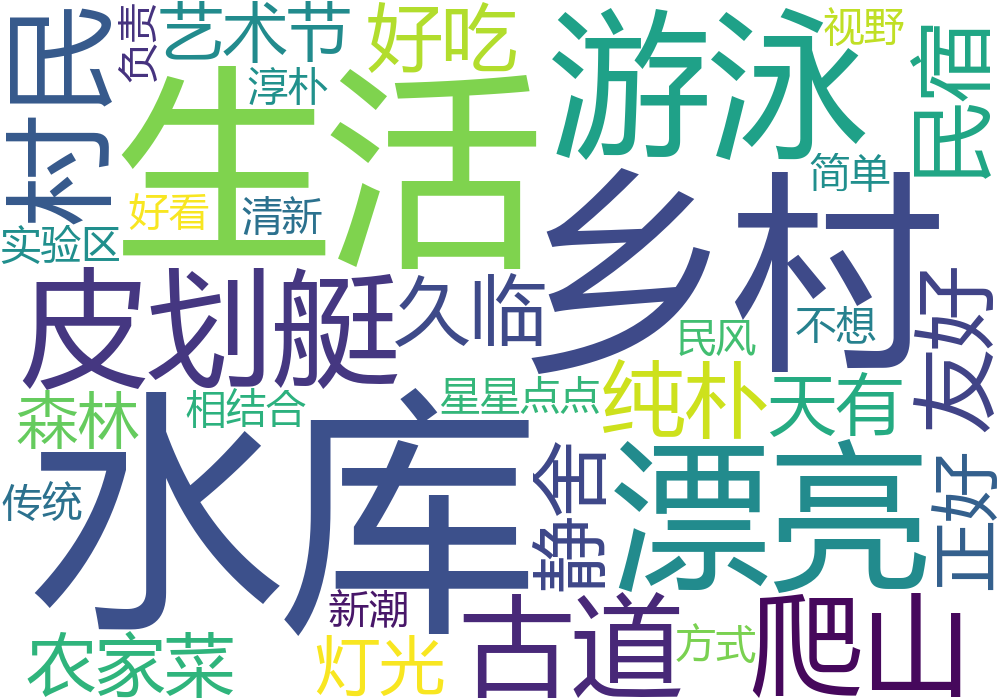 村民
负责
艺术节
好吃
游泳
视野
民宿
淳朴
生活
乡村
简单
好看
清新
实验区
皮划艇
久临
民风
不想
友好
森林
相结合
星星点点
纯朴
天有
水库
静舍
漂亮
正好
传统
新潮
古道
方式
爬山
农家菜
灯光